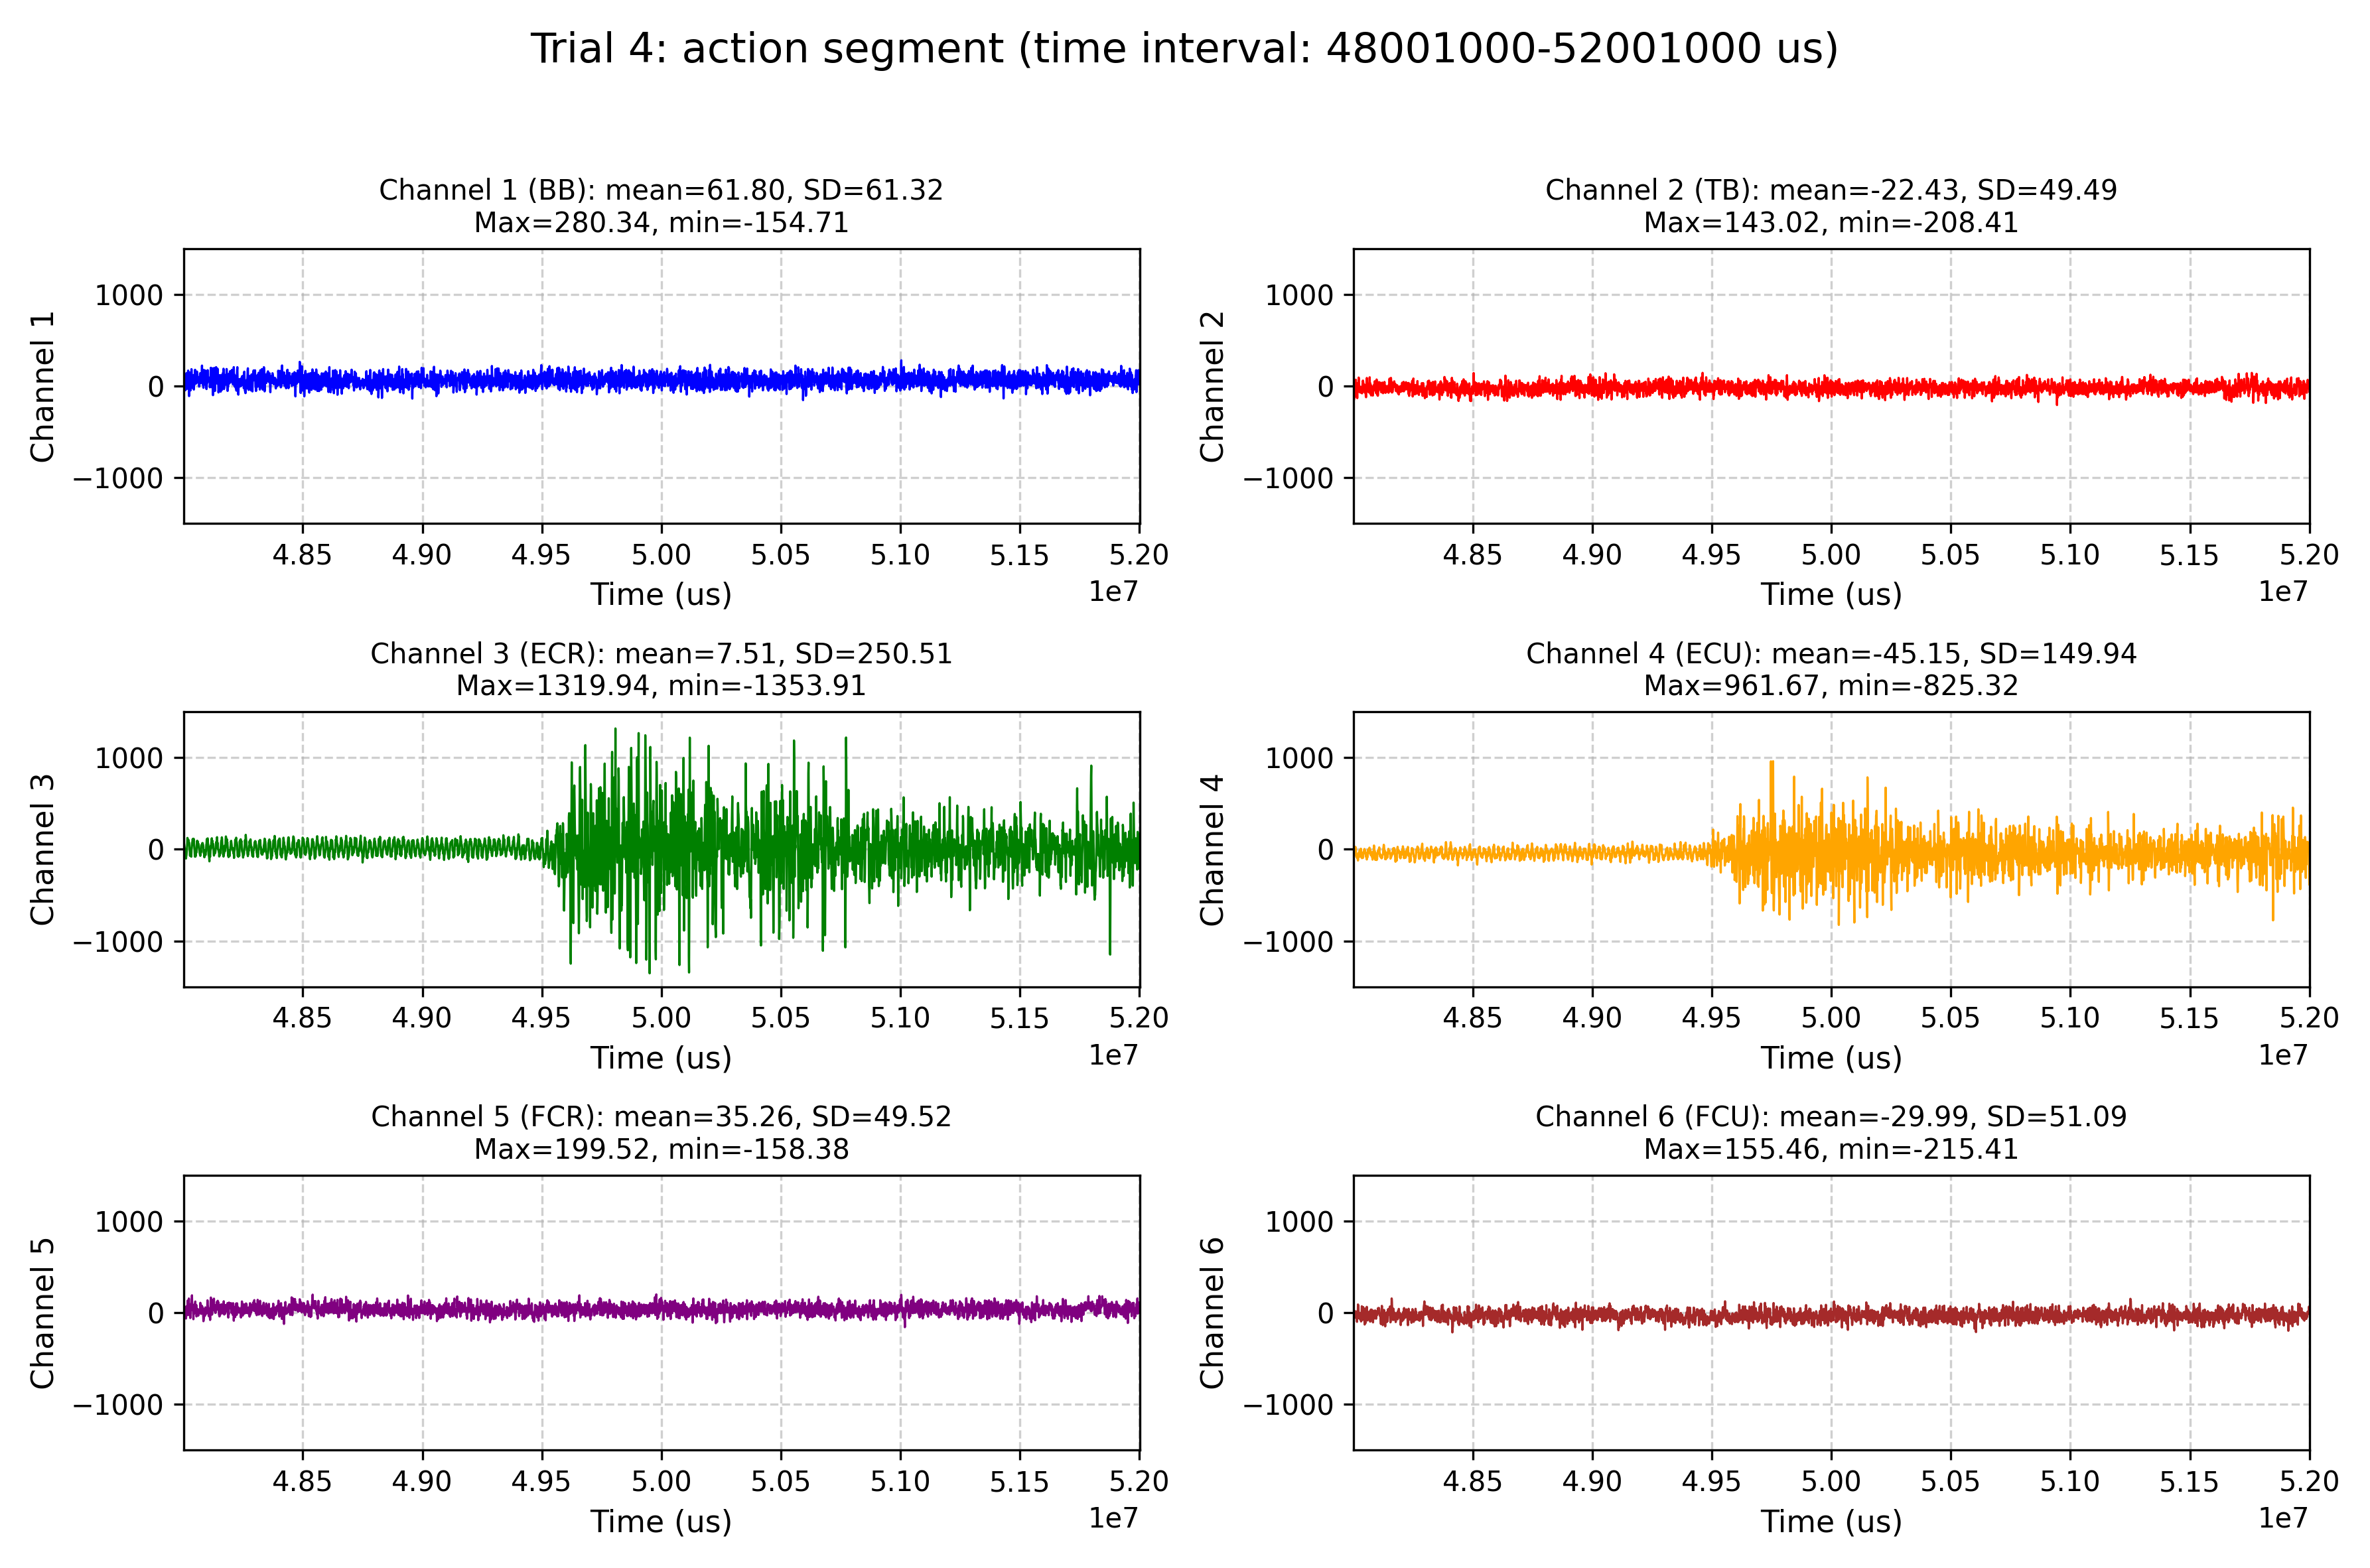 Trial 4: action segment (time interval: 48001000-52001000 us)
Channel 1 (BB): mean=61.80, SD=61.32
Max=280.34, min=-154.71
1000
0
−1000
Channel 1
4.85 4.90 4.95 5.00 5.05 5.10 5.15 5.20
1e7
Time (us)
Channel 2 (TB): mean=-22.43, SD=49.49
Max=143.02, min=-208.41
1000
0
−1000
Channel 2
4.85 4.90 4.95 5.00 5.05 5.10 5.15 5.20
1e7
Time (us)
Channel 3 (ECR): mean=7.51, SD=250.51
Max=1319.94, min=-1353.91
1000
0
−1000
Channel 3
4.85 4.90 4.95 5.00 5.05 5.10 5.15 5.20
1e7
Time (us)
Channel 4 (ECU): mean=-45.15, SD=149.94
Max=961.67, min=-825.32
1000
0
−1000
Channel 4
4.85 4.90 4.95 5.00 5.05 5.10 5.15 5.20
1e7
Time (us)
Channel 5 (FCR): mean=35.26, SD=49.52
Max=199.52, min=-158.38
1000
0
−1000
Channel 5
4.85 4.90 4.95 5.00 5.05 5.10 5.15 5.20
1e7
Time (us)
Channel 6 (FCU): mean=-29.99, SD=51.09
Max=155.46, min=-215.41
1000
0
−1000
Channel 6
4.85 4.90 4.95 5.00 5.05 5.10 5.15 5.20
1e7
Time (us)